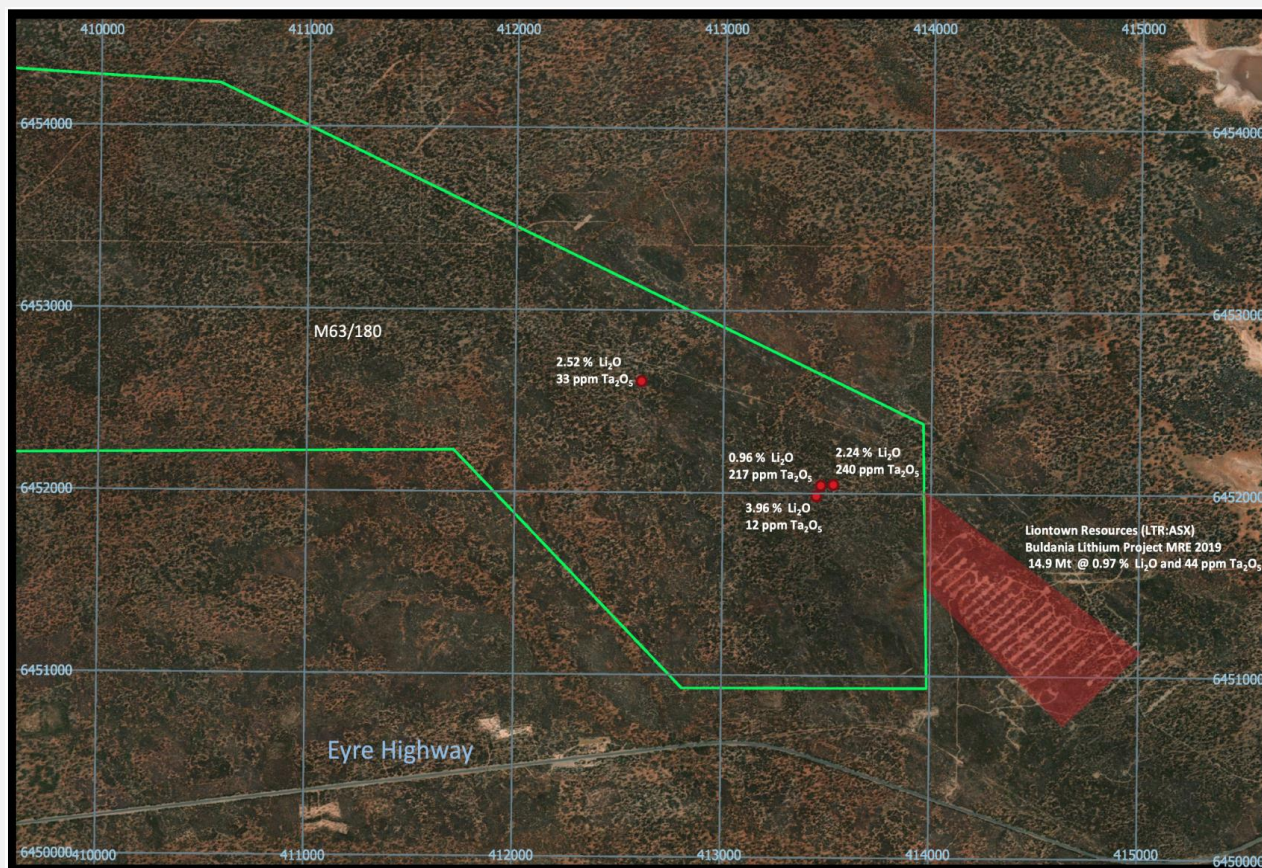 410000 411000 412000 413000 414000 415000
6454000 6454000
6453000 6453000
M63/180
2.52 % Li₂O
33 ppm Ta₂O₅
0.96 % Li₂O
217 ppm Ta₂O₅
2.24 % Li₂O
240 ppm Ta₂O₅
6452000 6452000
3.96 % Li₂O
12 ppm Ta₂O₅
Liontown Resources (LTR:ASX)
Buldania Lithium Project MRE 2019
14.9 Mt @ 0.97 % Li₂O and 44 ppm Ta₂O₅
6451000 6451000
Eyre Highway
6450000 6450000
410000 411000 412000 413000 414000 415000